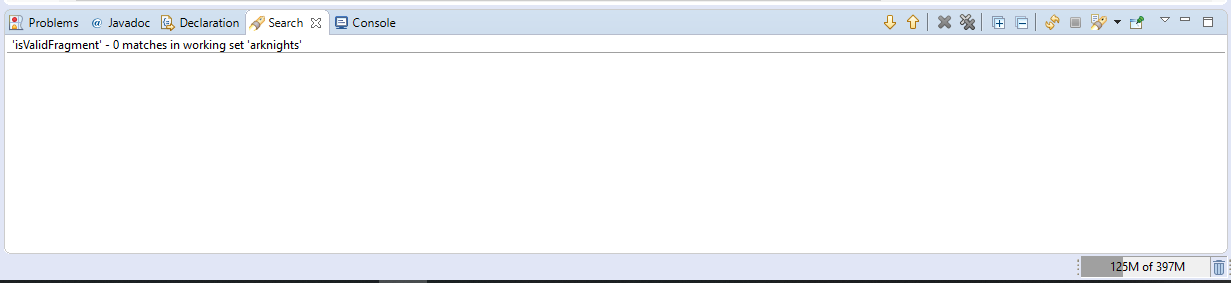 Problems @ Javadoc Declaration Search Console
'isValidFragment' - 0 matches in working set 'arknights'
125M of 397M